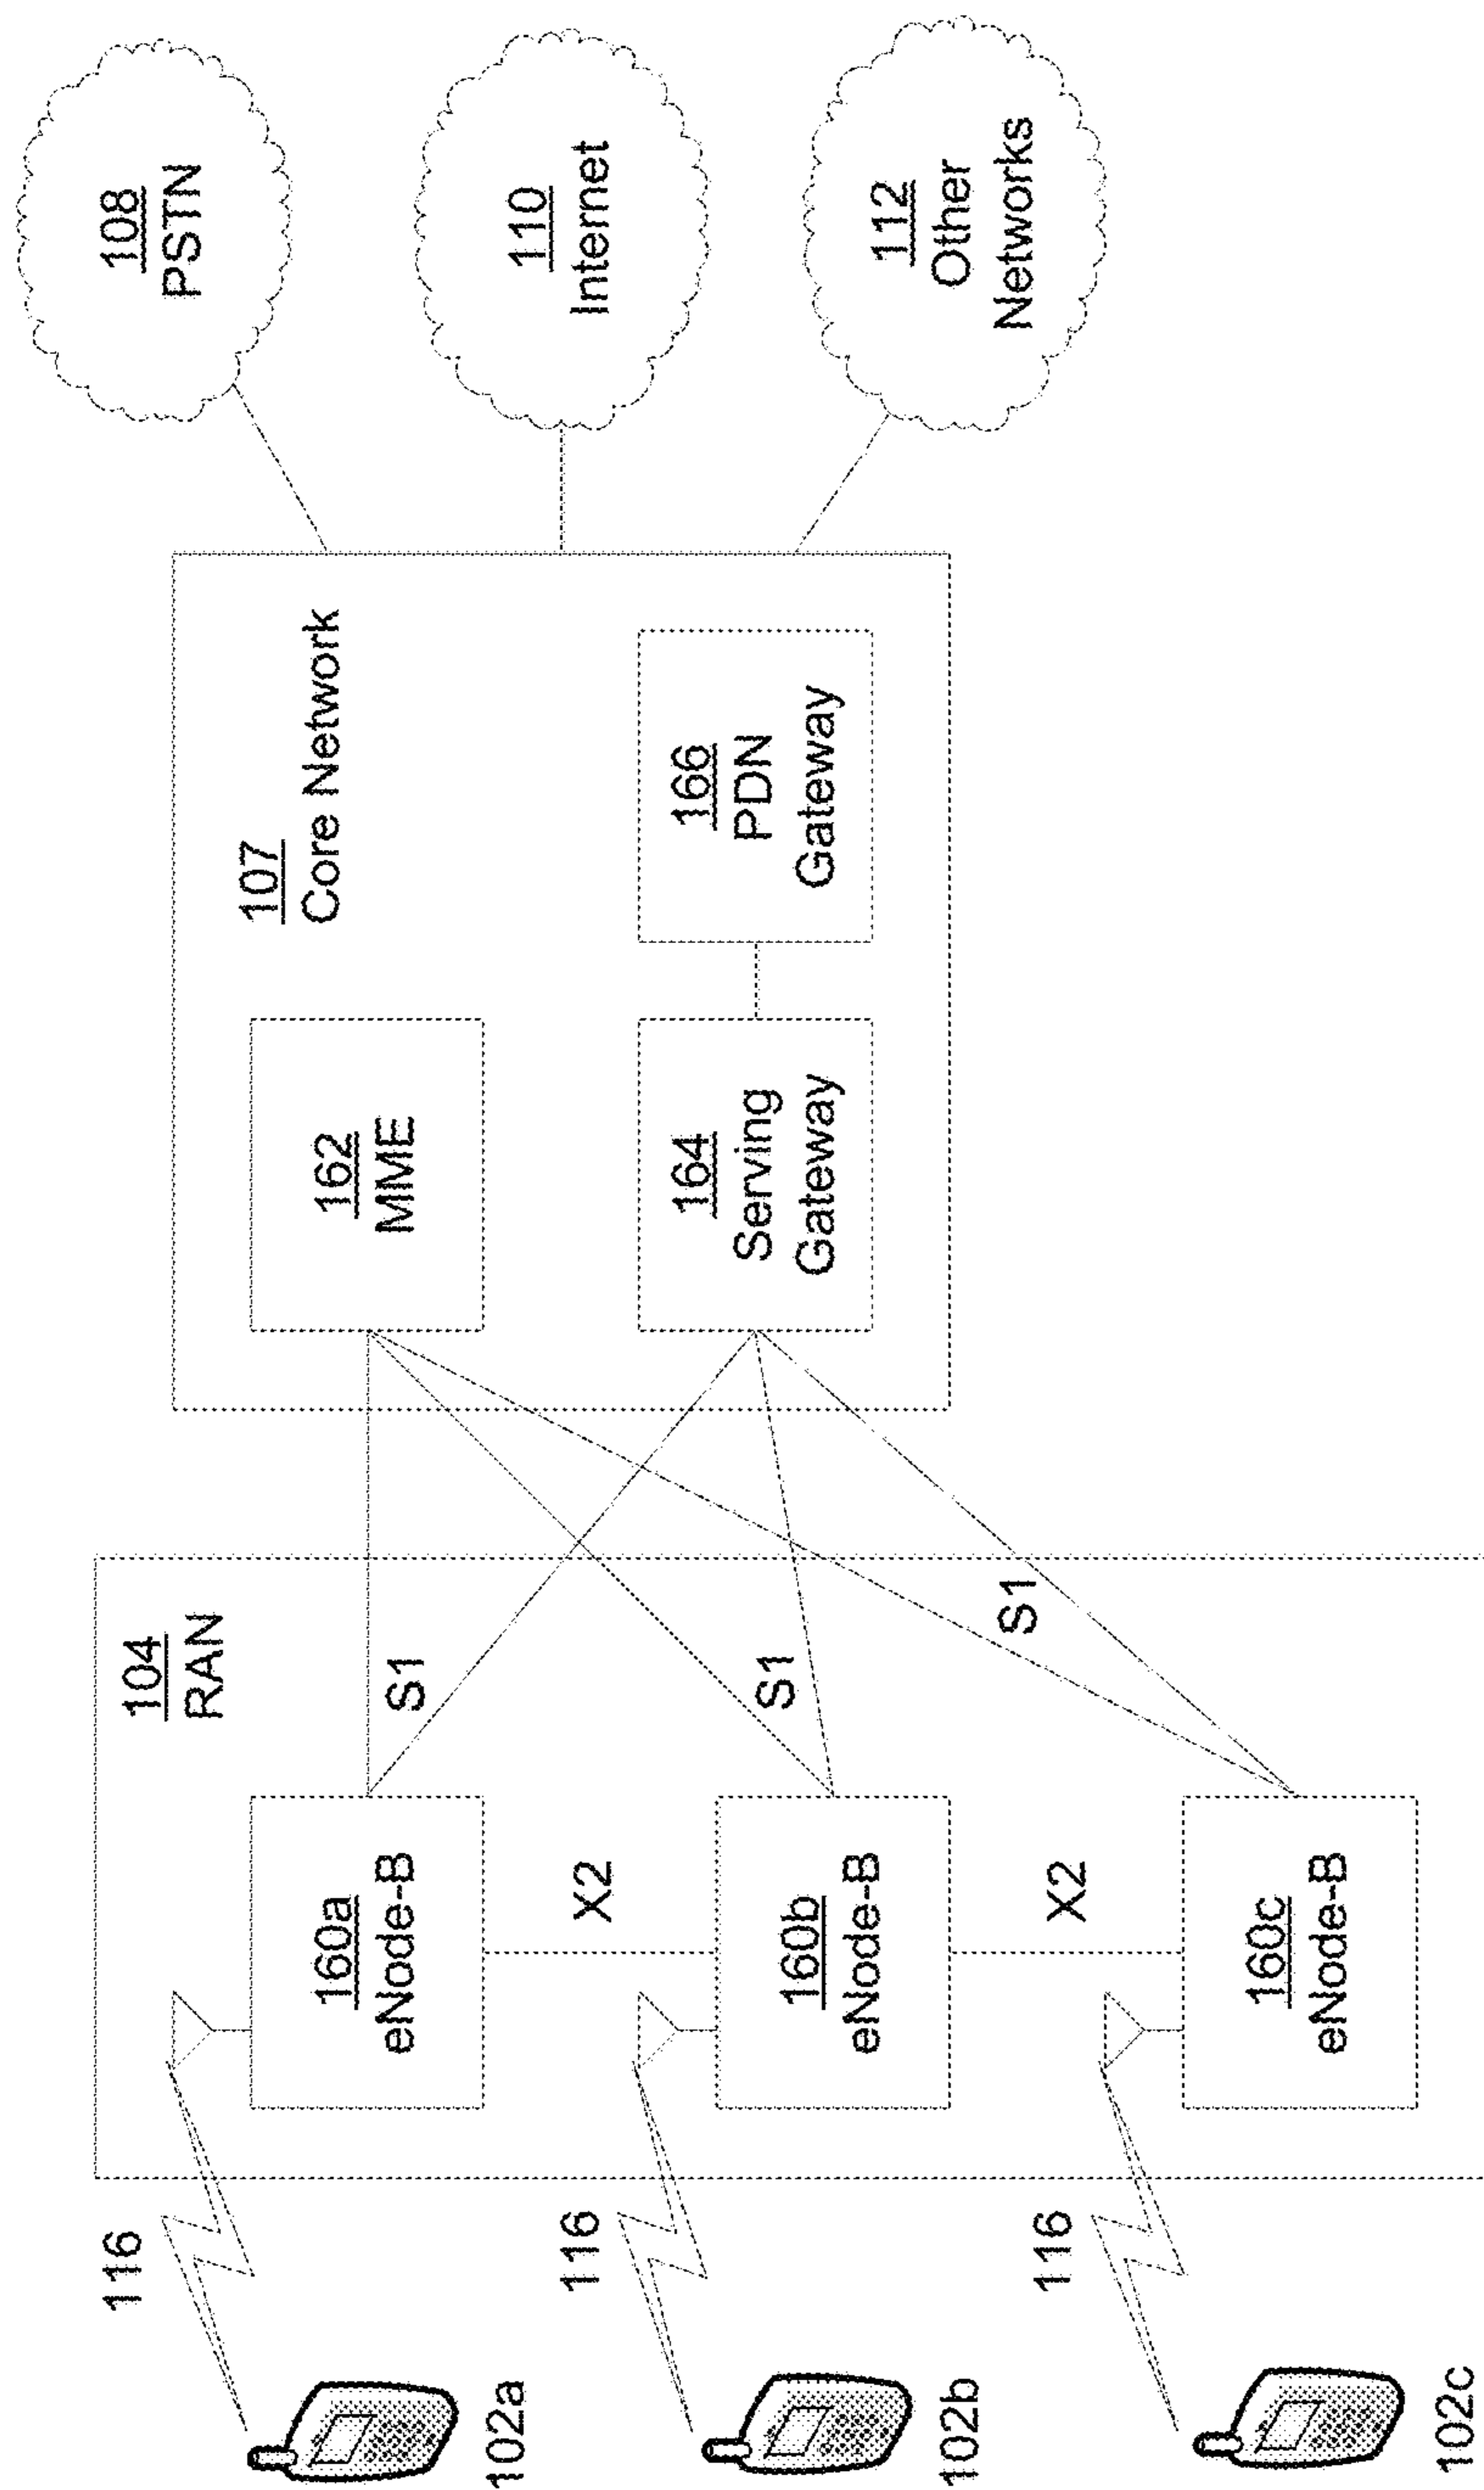 116
102a
116
102b
116
102c
104
RAN
160a
eNode-B
X2
160b
eNode-B
X2
160c
eNode-B
S1
S1
S1
107
Core Network
162
MME
164
Serving
Gateway
166
PDN
Gateway
108
PSTN
110
Internet
112
Other
Networks